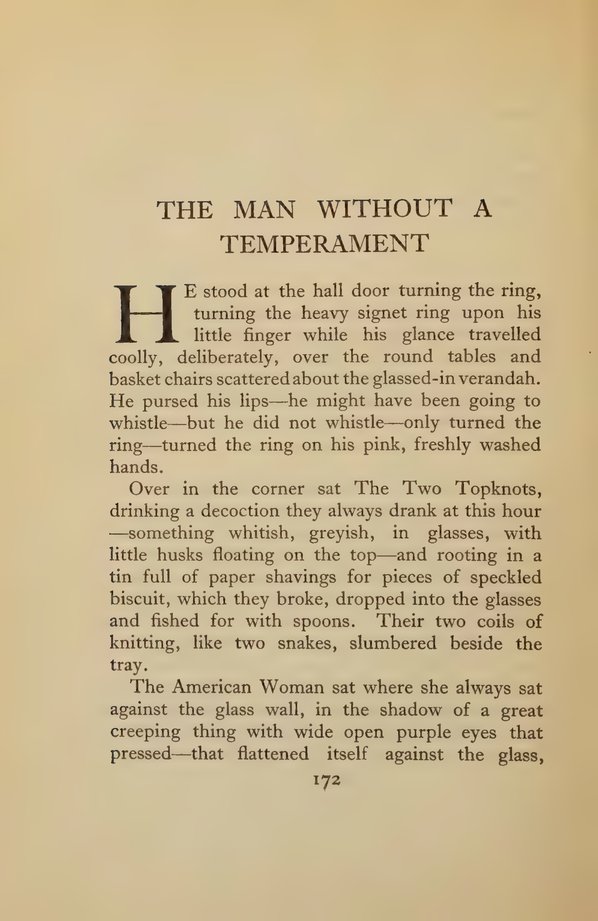 THE MAN WITHOUT A
TEMPERAMENT
HE stood at the hall door turning the ring,
turning the heavy signet ring upon his
little finger while his glance travelled
coolly, deliberately, over the round tables and
basket chairs scattered about the glassed-in verandah.
He pursed his lips—he might have been going to
whistle—but he did not whistle—only turned the
ring—turned the ring on his pink, freshly washed
hands.
Over in the corner sat The Two Topknots,
drinking a decoction they always drank at this hour
—something whitish, greyish, in glasses, with
little husks floating on the top—and rooting in a
tin full of paper shavings for pieces of speckled
biscuit, which they broke, dropped into the glasses
and fished for with spoons. Their two coils of
knitting, like two snakes, slumbered beside the
tray.
The American Woman sat where she always sat
against the glass wall, in the shadow of a great
creeping thing with wide open purple eyes that
pressed—that flattened itself against the glass,
172